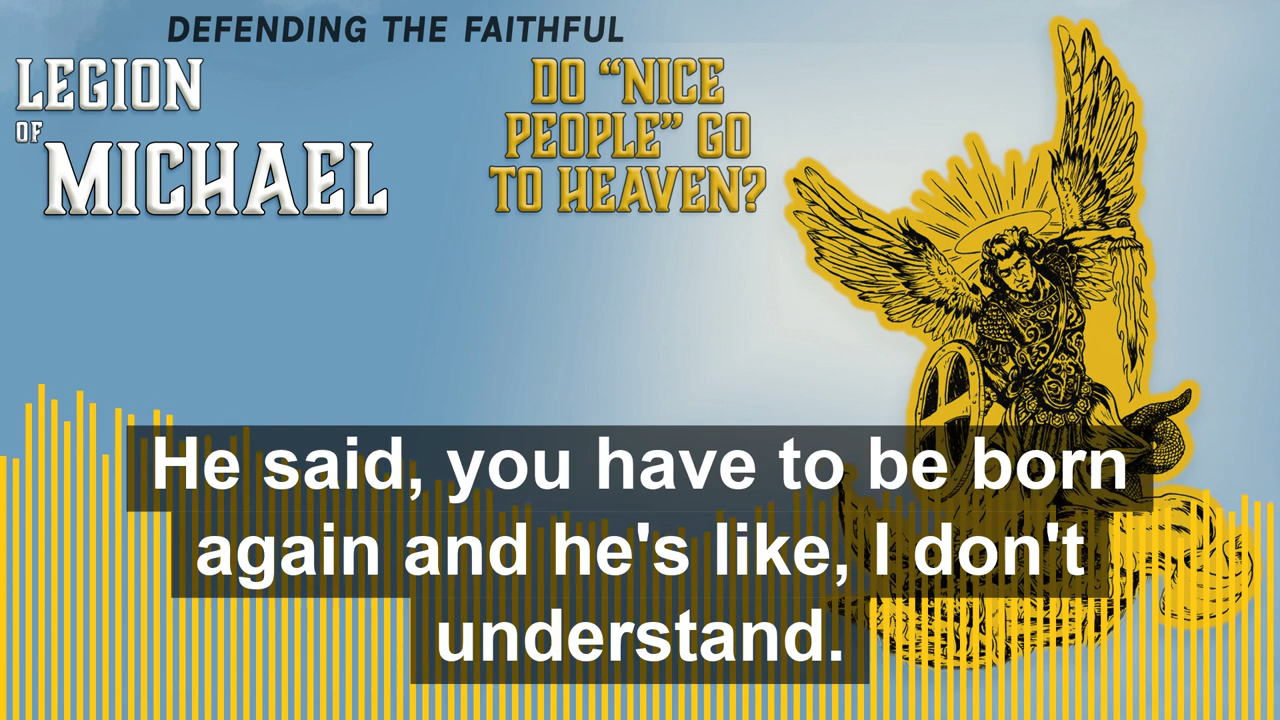 DEFENDING THE FAITHFUL
LEGION
OF
MICHAEL
DO “NICE
PEOPLE” GO
TO HEAVEN?
He said, you have to be born
again and he's like, I don't
understand.